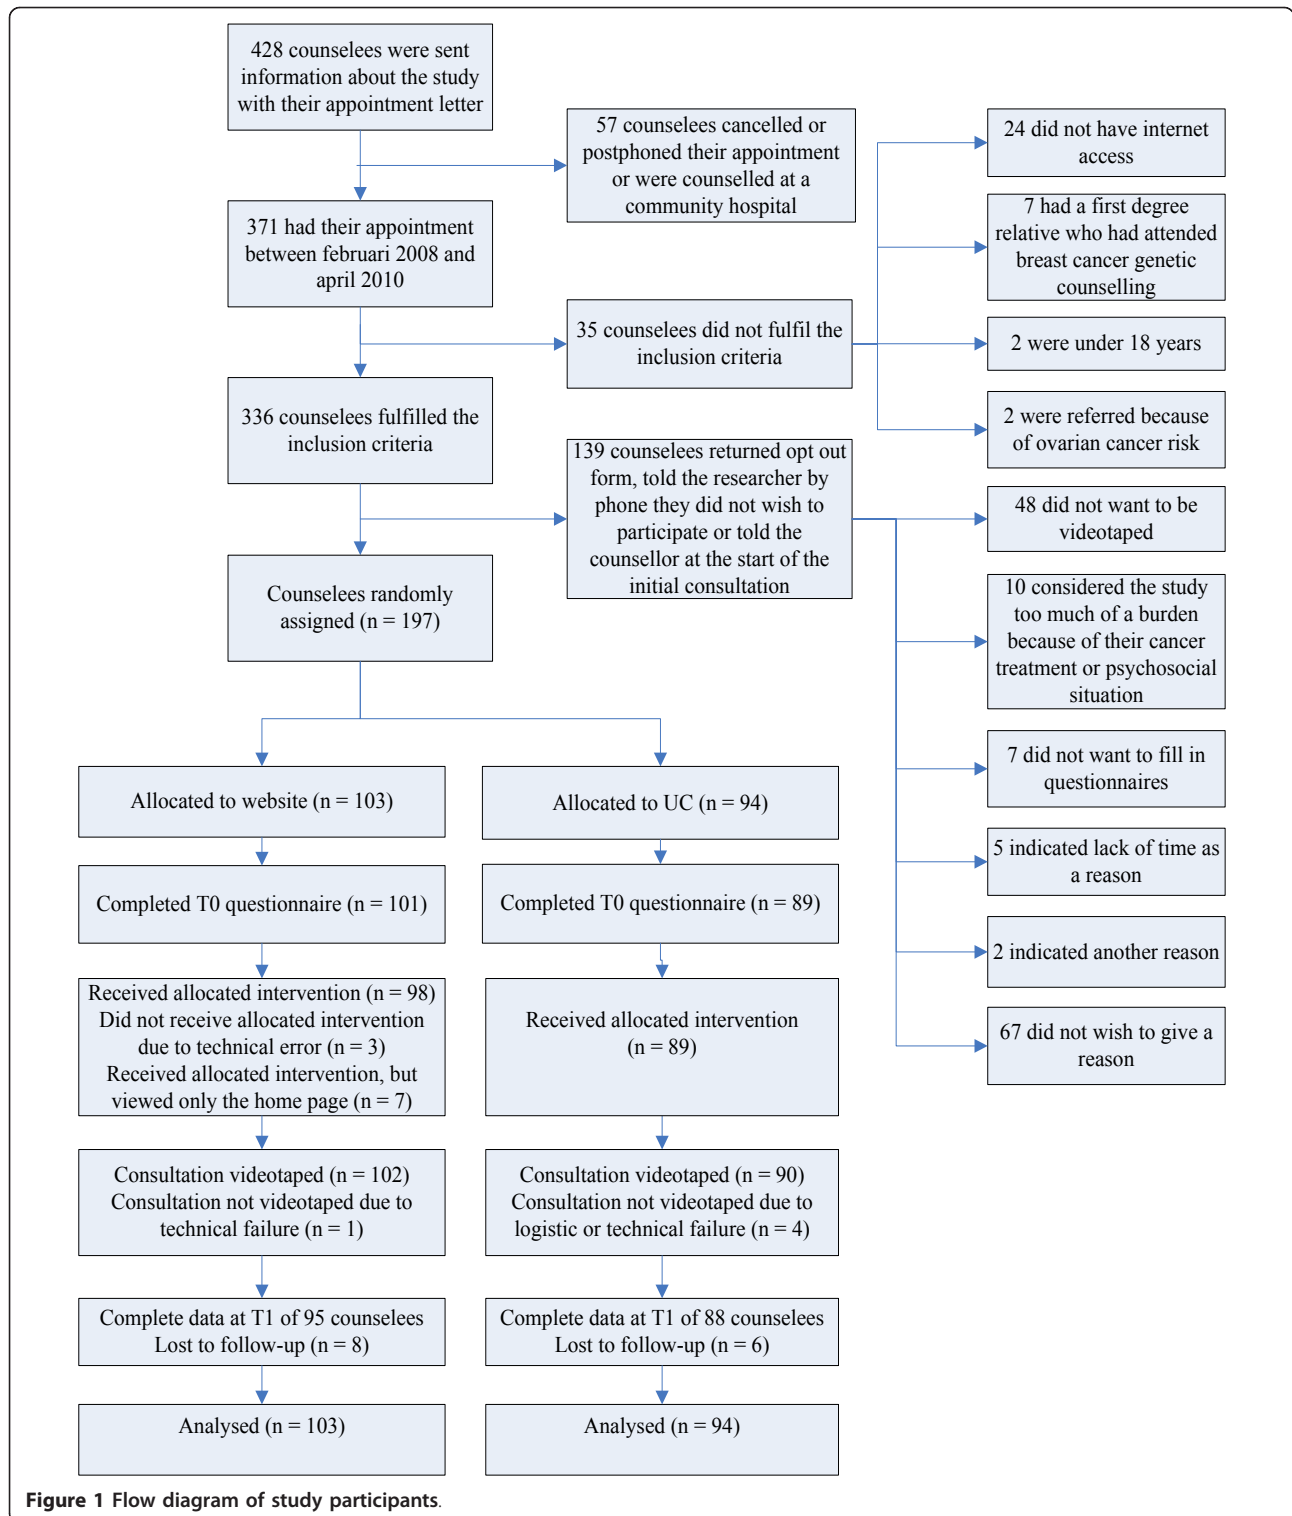 428 counselees were sent
information about the study
with their appointment letter
57 counselees cancelled or
postphoned their appointment
or were counselled at a
community hospital
24 did not have internet
access
7 had a first degree
relative who had attended
breast cancer genetic
counselling
371 had their appointment
between februari 2008 and
april 2010
35 counselees did not fulfil the
inclusion criteria
2 were under 18 years
2 were referred because
of ovarian cancer risk
336 counselees fulfilled the
inclusion criteria
139 counselees returned opt out
form, told the researcher by
phone they did not wish to
participate or told the
counsellor at the start of the
initial consultation
48 did not want to be
videotaped
10 considered the study
too much of a burden
because of their cancer
treatment or psychosocial
situation
7 did not want to fill in
questionnaires
5 indicated lack of time as
a reason
2 indicated another reason
67 did not wish to give a
reason
Counselees randomly
assigned (n = 197)
Allocated to website (n = 103)
Allocated to UC (n = 94)
Completed T0 questionnaire (n = 101)
Completed T0 questionnaire (n = 89)
Received allocated intervention (n = 98)
Did not receive allocated intervention
due to technical error (n = 3)
Received allocated intervention, but
viewed only the home page (n = 7)
Received allocated intervention
(n = 89)
Consultation videotaped (n = 102)
Consultation not videotaped due to
technical failure (n = 1)
Consultation videotaped (n = 90)
Consultation not videotaped due to
logistic or technical failure (n = 4)
Complete data at T1 of 95 counselees
Lost to follow-up (n = 8)
Complete data at T1 of 88 counselees
Lost to follow-up (n = 6)
Analysed (n = 103)
Analysed (n = 94)
Figure 1 Flow diagram of study participants.